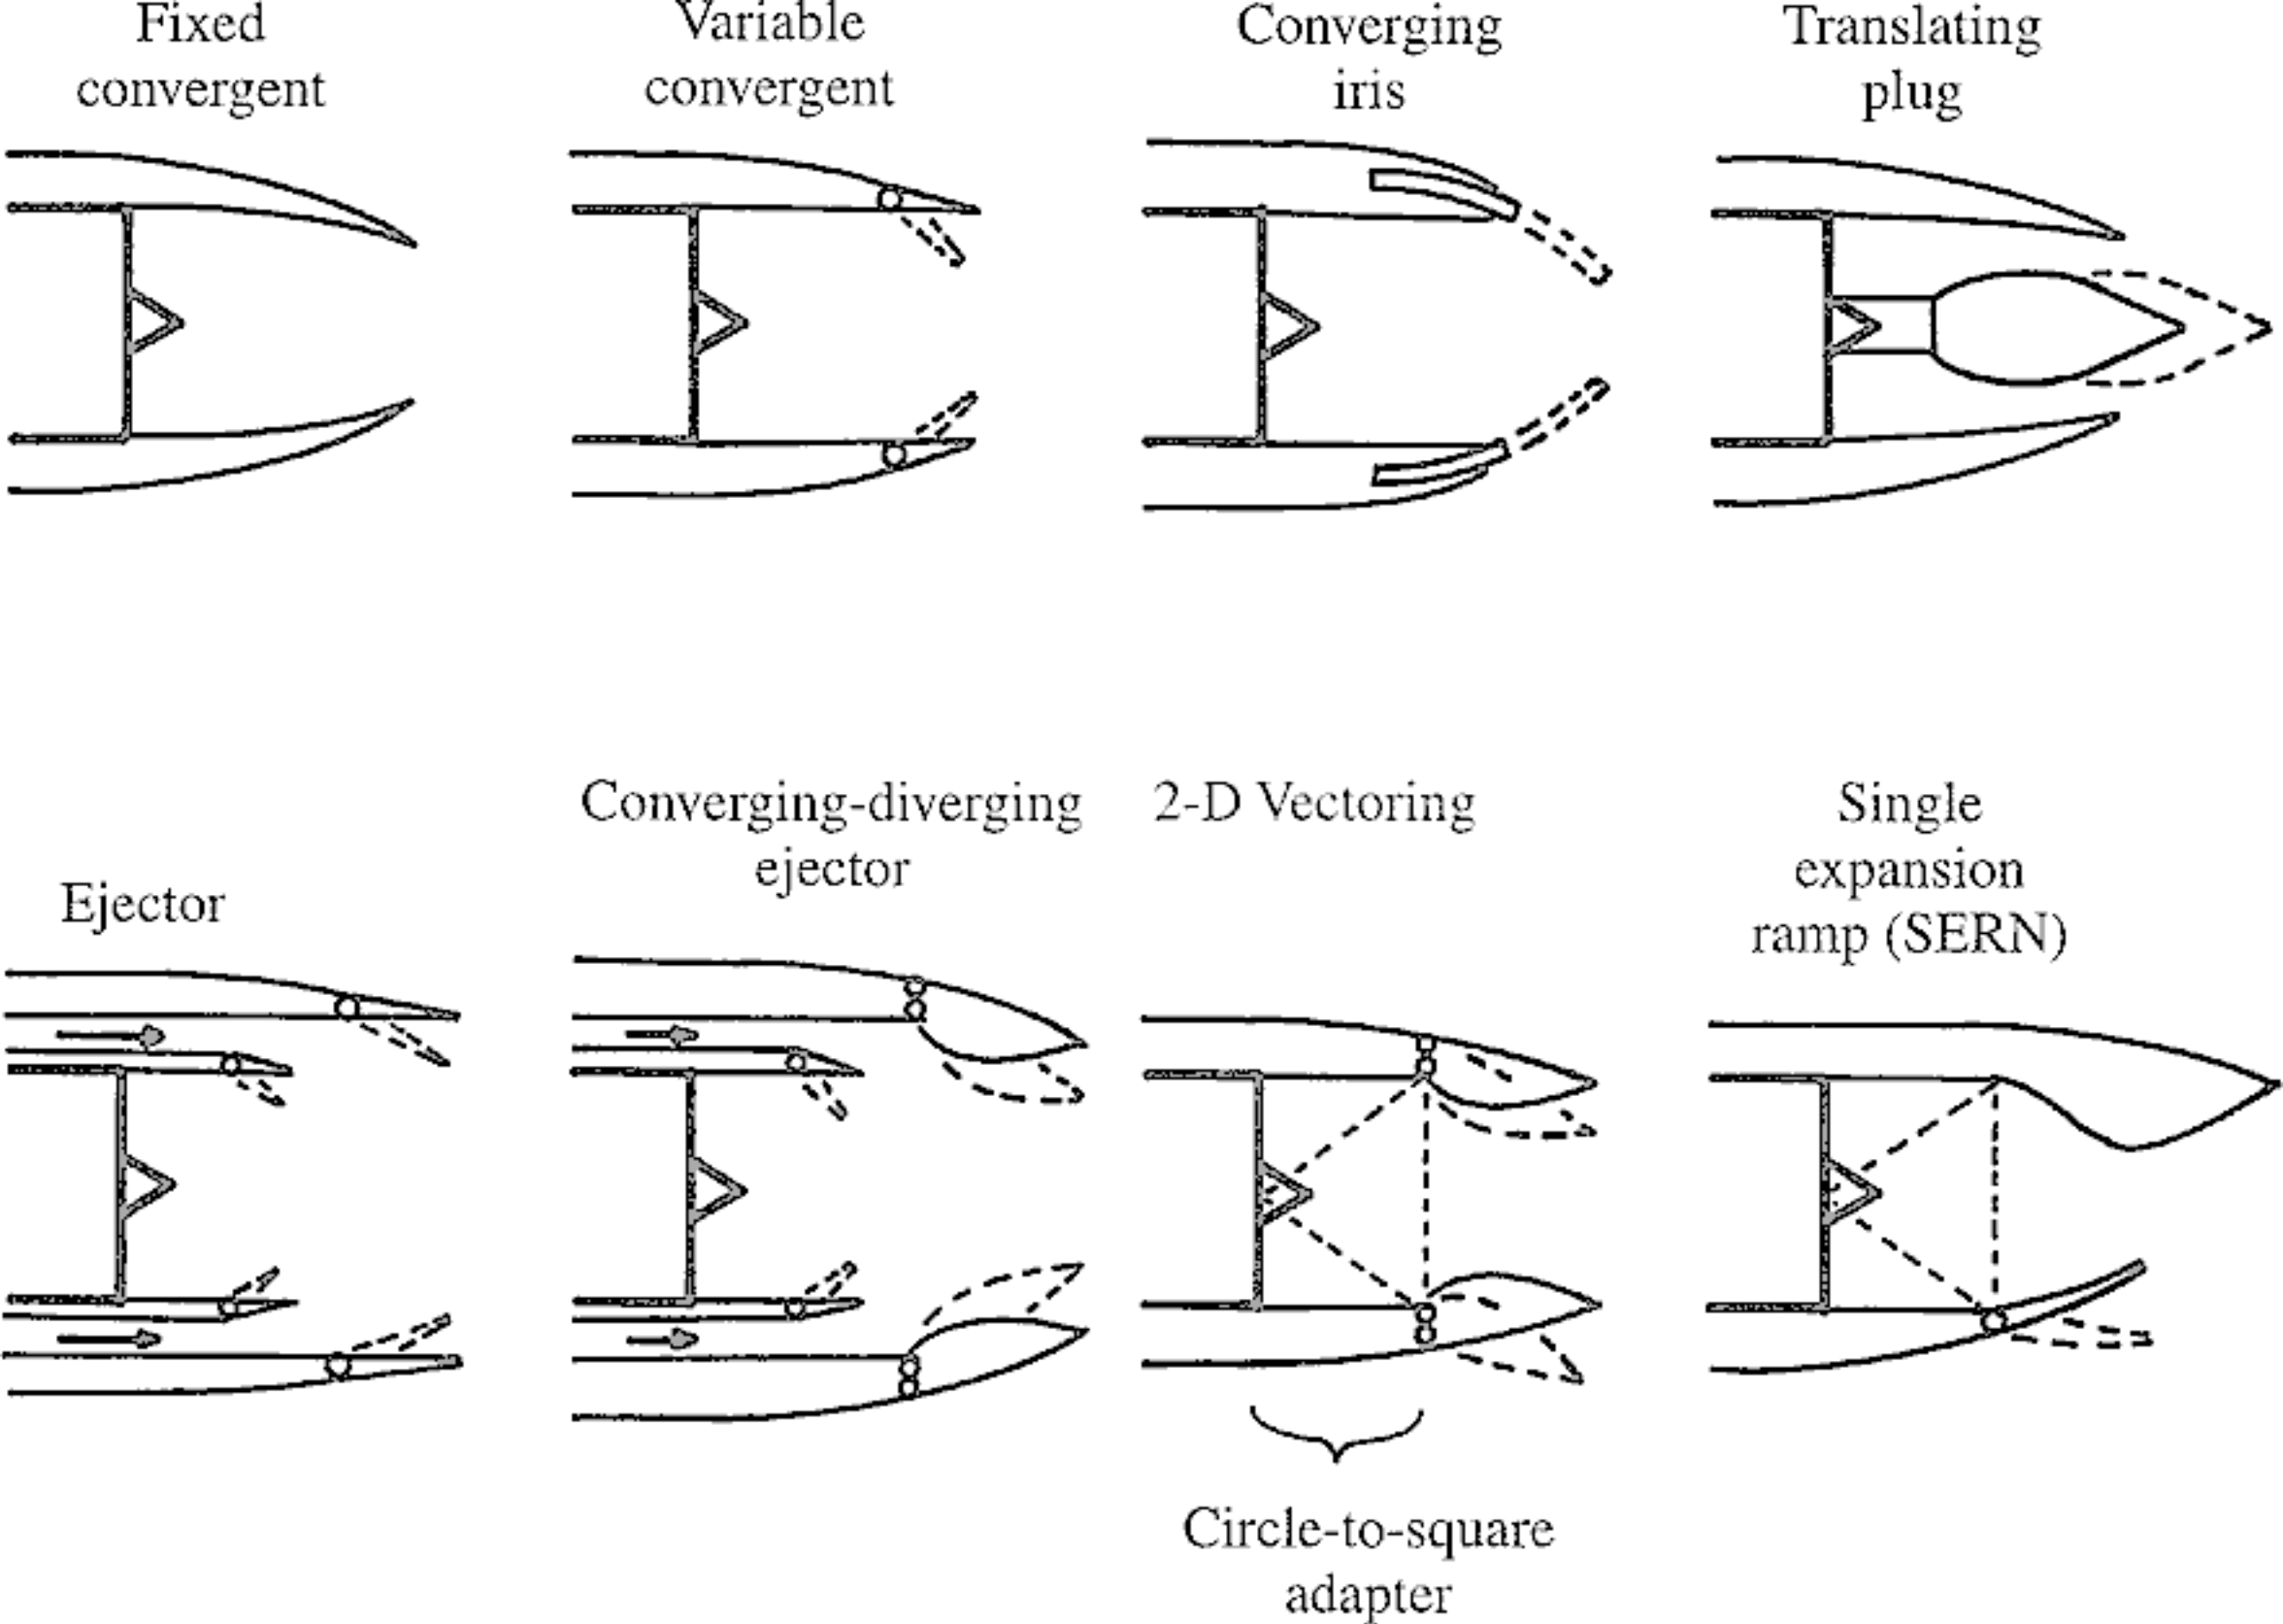 Fixed
convergent
Variable
convergent
Converging
iris
Translating
plug
Ejector
Converging-diverging
ejector
2-D Vectoring
Single
expansion
ramp (SERN)
Circle-to-square
adapter